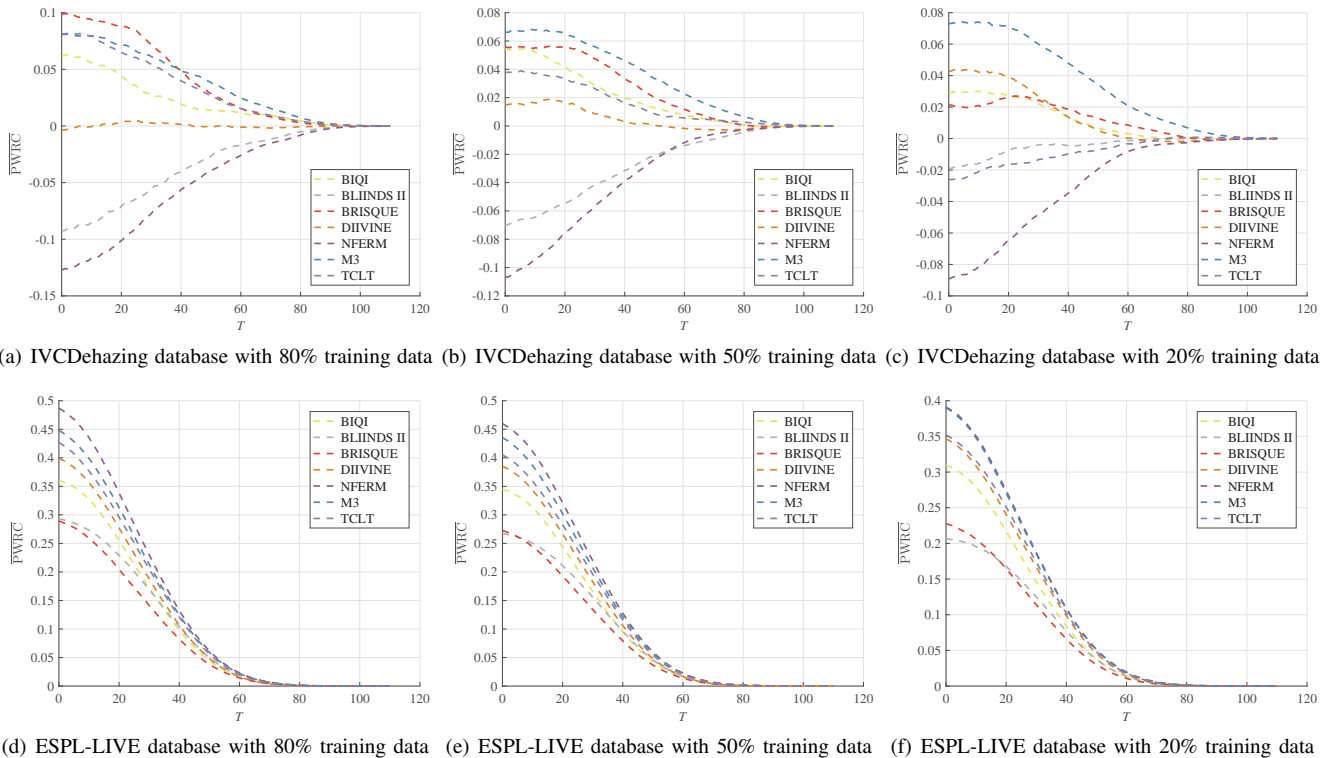 0.1
0.05
0
-0.05
-0.1
-0.15
PWRC
0 20 40 60 80 100 120
T
BIQI
BLIINDS II
BRISQUE
DIIVINE
NFERM
M3
TCLT
0.08
0.06
0.04
0.02
0
-0.02
-0.04
-0.06
-0.08
-0.1
-0.12
PWRC
0 20 40 60 80 100 120
T
BIQI
BLIINDS II
BRISQUE
DIIVINE
NFERM
M3
TCLT
0.08
0.06
0.04
0.02
0
-0.02
-0.04
-0.06
-0.08
-0.1
PWRC
0 20 40 60 80 100 120
T
BIQI
BLIINDS II
BRISQUE
DIIVINE
NFERM
M3
TCLT
(a) IVCDehazing database with 80% training data (b) IVCDehazing database with 50% training data (c) IVCDehazing database with 20% training data
0.5
0.45
0.4
0.35
0.3
0.25
0.2
0.15
0.1
0.05
0
PWRC
0 20 40 60 80 100 120
T
BIQI
BLIINDS II
BRISQUE
DIIVINE
NFERM
M3
TCLT
0.5
0.45
0.4
0.35
0.3
0.25
0.2
0.15
0.1
0.05
0
PWRC
0 20 40 60 80 100 120
T
BIQI
BLIINDS II
BRISQUE
DIIVINE
NFERM
M3
TCLT
0.4
0.35
0.3
0.25
0.2
0.15
0.1
0.05
0
PWRC
0 20 40 60 80 100 120
T
BIQI
BLIINDS II
BRISQUE
DIIVINE
NFERM
M3
TCLT
(d) ESPL-LIVE database with 80% training data (e) ESPL-LIVE database with 50% training data (f) ESPL-LIVE database with 20% training data